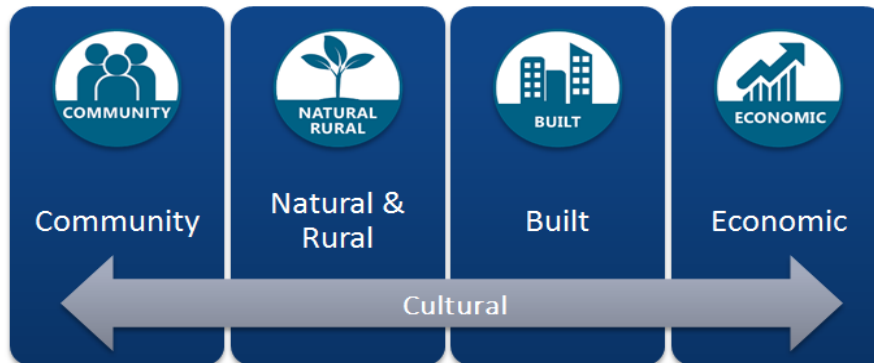 COMMUNITY
NATURAL
RURAL
BUILT
ECONOMIC
Community
Natural &
Rural
Built
Economic
Cultural